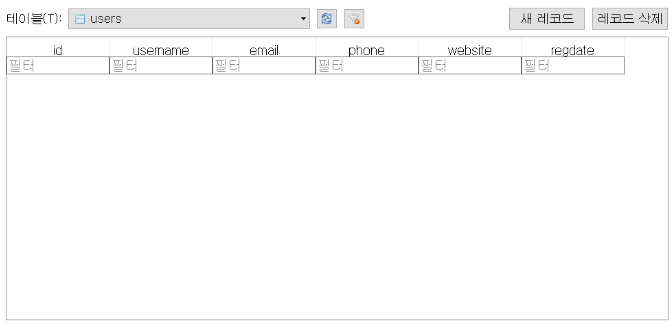 테이블(T): users 새 레코드 레코드 삭제
id username email phone website regdate
필터 필터 필터 필터 필터 필터